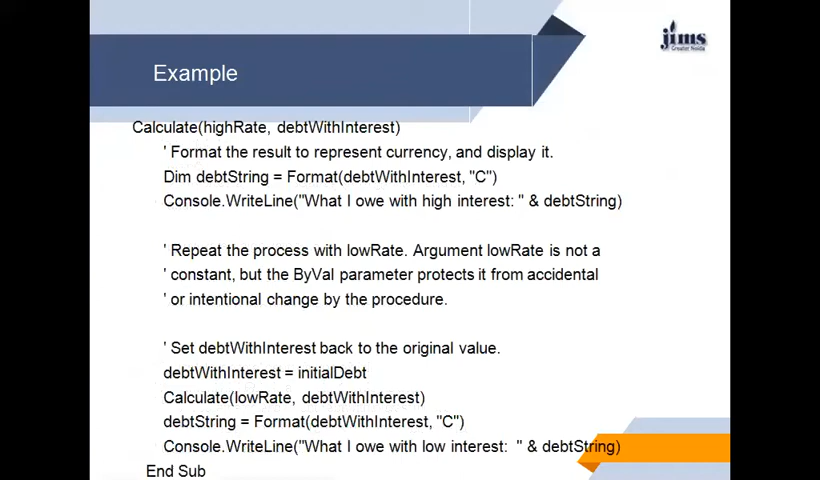 jims
Greater Noida
Example
Calculate(highRate, debtWithInterest)
' Format the result to represent currency, and display it.
Dim debtString = Format(debtWithInterest, "C")
Console.WriteLine("What I owe with high interest: " & debtString)
' Repeat the process with lowRate. Argument lowRate is not a
' constant, but the ByVal parameter protects it from accidental
' or intentional change by the procedure.
' Set debtWithInterest back to the original value.
debtWithInterest = initialDebt
Calculate(lowRate, debtWithInterest)
debtString = Format(debtWithInterest, "C")
Console.WriteLine("What I owe with low interest:  " & debtString)
End Sub